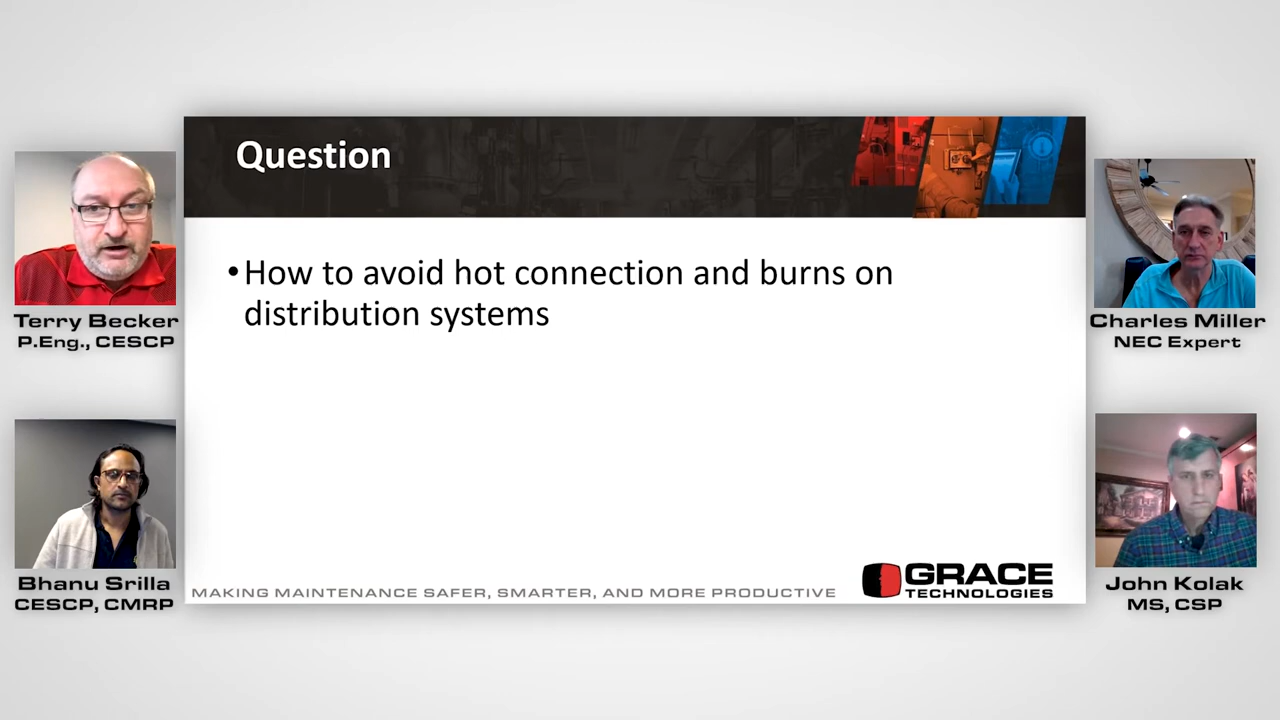 Question
•How to avoid hot connection and burns on
distribution systems
Terry Becker
P.Eng., CESCP
Charles Miller
NEC Expert
Bhanu Srilla
CESCP, CMRP
John Kolak
MS, CSP
MAKING MAINTENANCE SAFER, SMARTER, AND MORE PRODUCTIVE
GRACE
TECHNOLOGIES